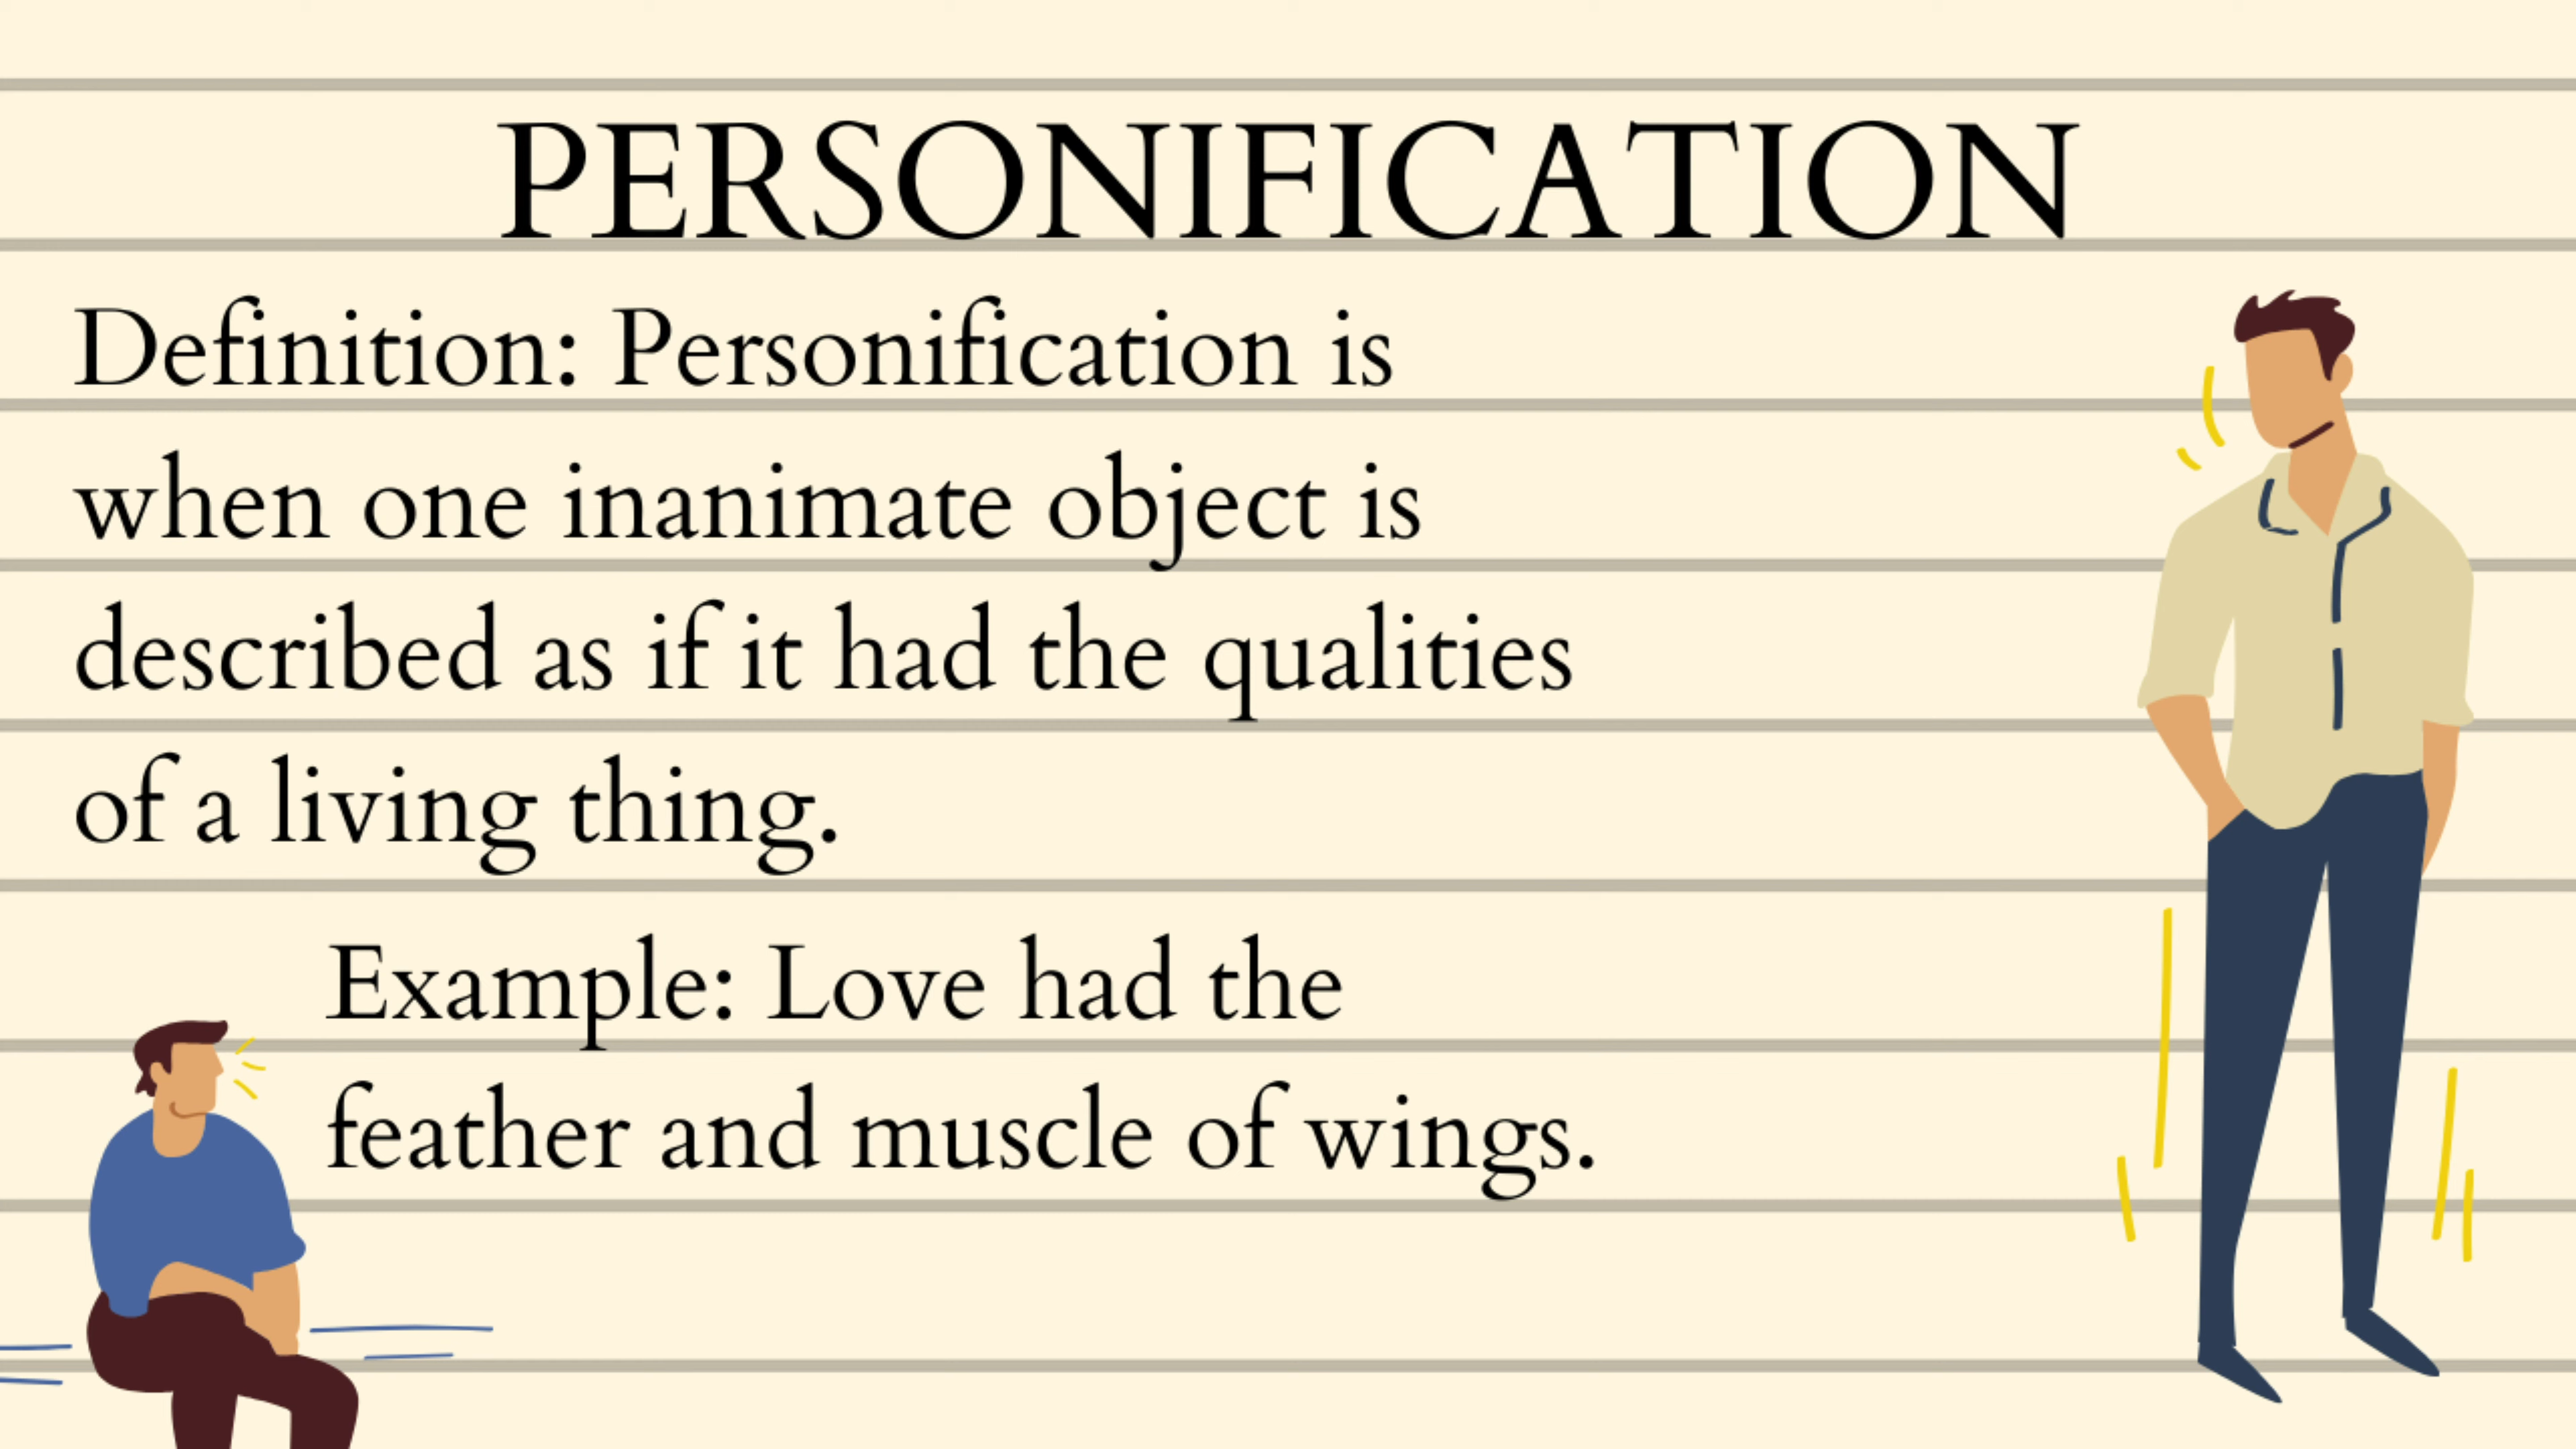 PERSONIFICATION
Definition: Personification is
when one inanimate object is
described as if it had the qualities
of a living thing.
Example: Love had the
feather and muscle of wings.